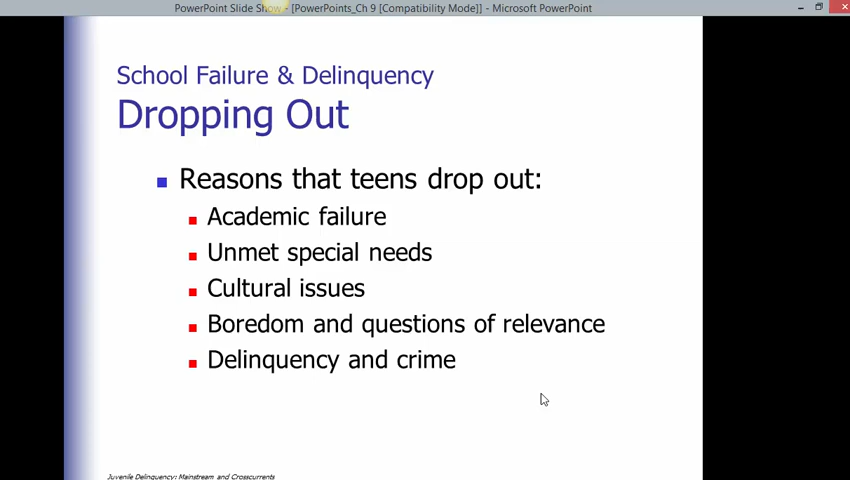 PowerPoint Slide Show - [PowerPoints_Ch 9 [Compatibility Mode]] - Microsoft PowerPoint
School Failure & Delinquency
Dropping Out
Reasons that teens drop out:
Academic failure
Unmet special needs
Cultural issues
Boredom and questions of relevance
Delinquency and crime
Juvenile Delinquency: Mainstream and Crosscurrents